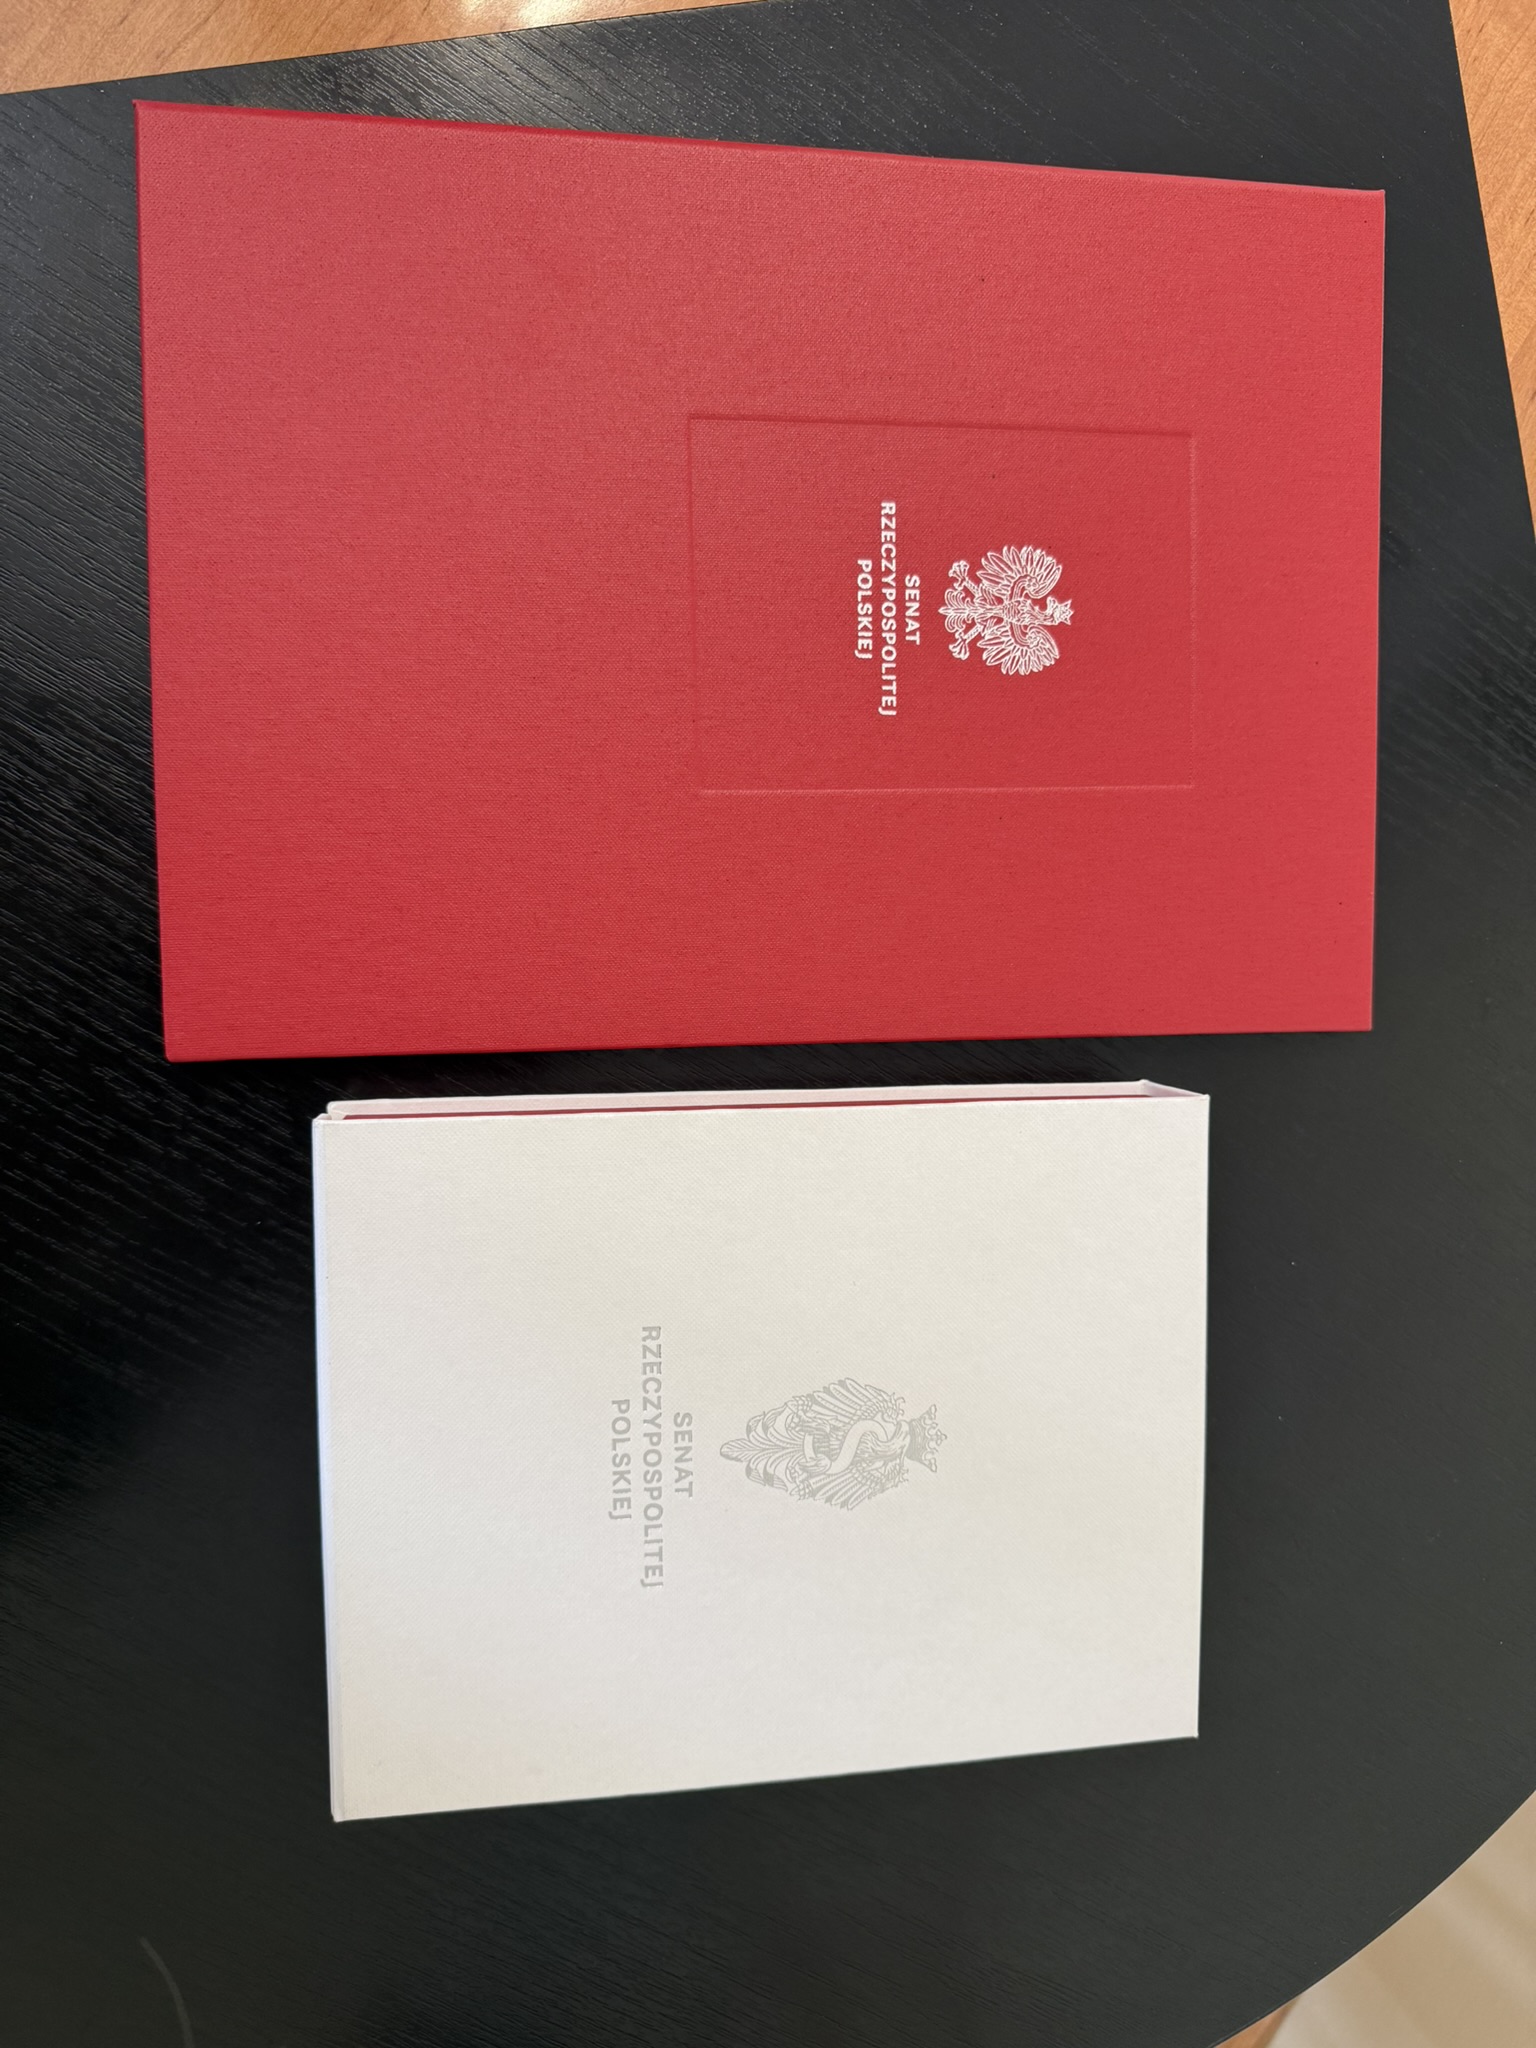 SENAT
RZECZYPOSPOLITEJ
POLSKIEJ
SENAT
RZECZYPOSPOLITEJ
POLSKIEJ